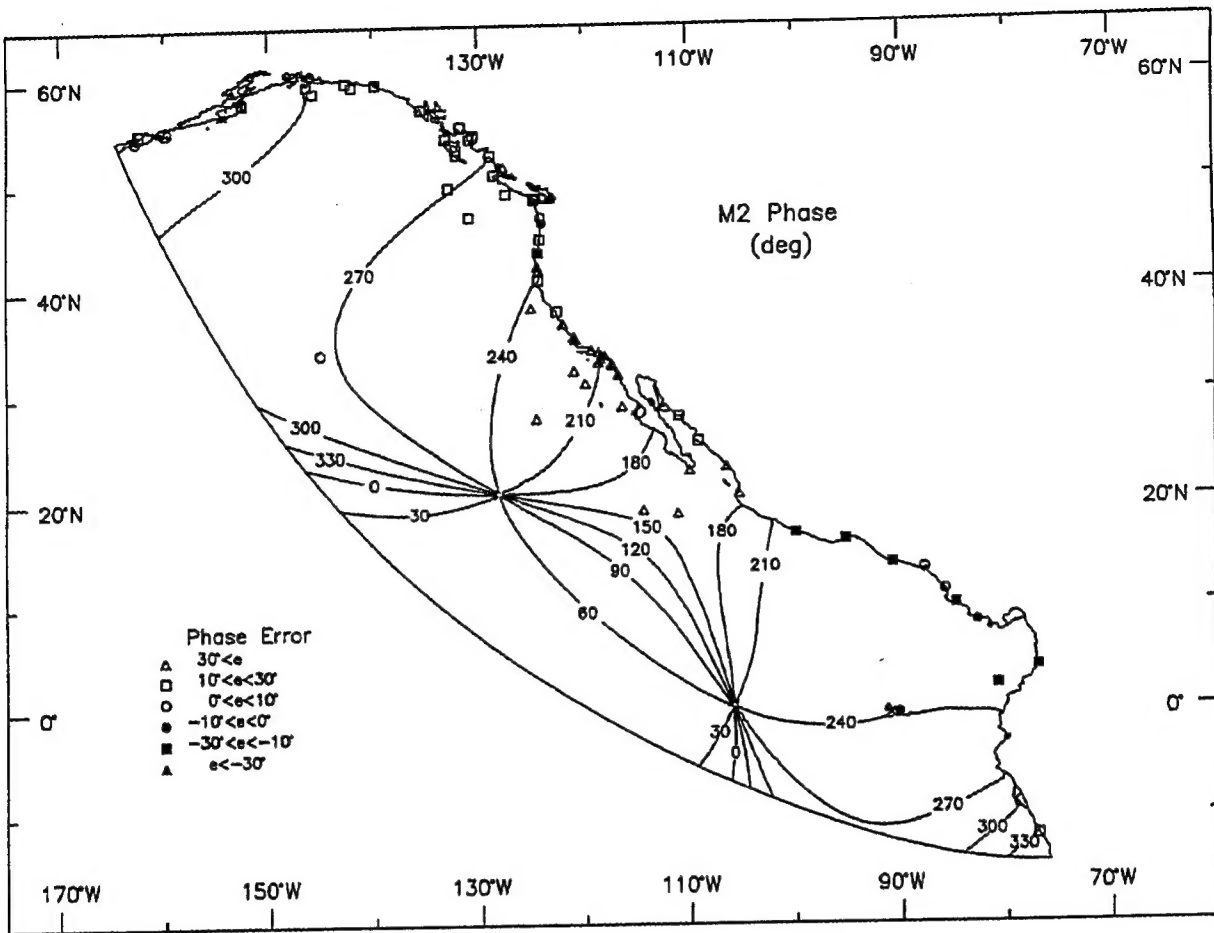 130°W 110°W 90°W 70°W
60°N 60°N
300
M2 Phase
(deg)
270
40°N 40°N
240
210
300
180
330
0
30
20°N 20°N
150
180
120
210
90
60
Phase Error
30°<e
10°<e<30°
0°<e<10°
-10°<e<0°
-30°<e<-10°
e<-30°
0° 0°
240
30
0
270
300
330
170°W 150°W 130°W 110°W 90°W 70°W